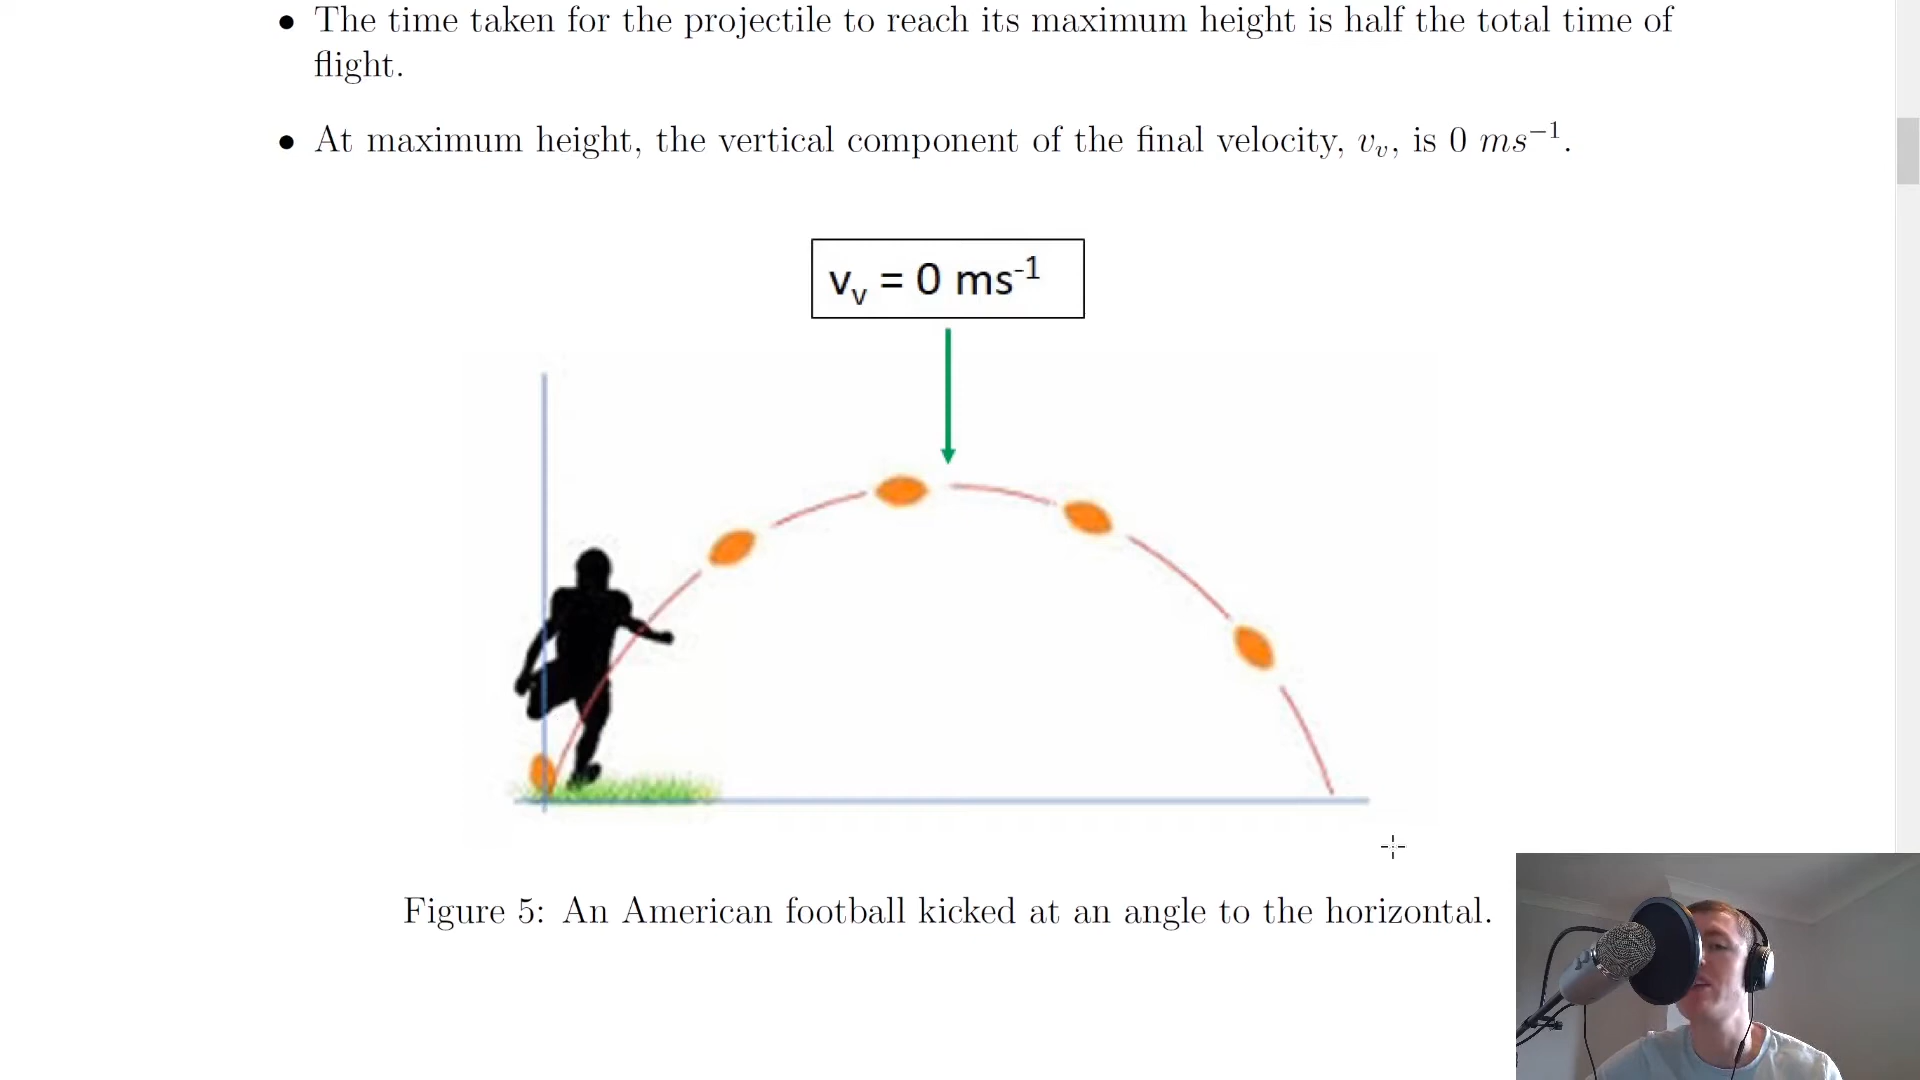 • The time taken for the projectile to reach its maximum height is half the total time of
flight.
• At maximum height, the vertical component of the final velocity, vᵥ, is 0 ms⁻¹.
vᵥ = 0 ms⁻¹
Figure 5: An American football kicked at an angle to the horizontal.